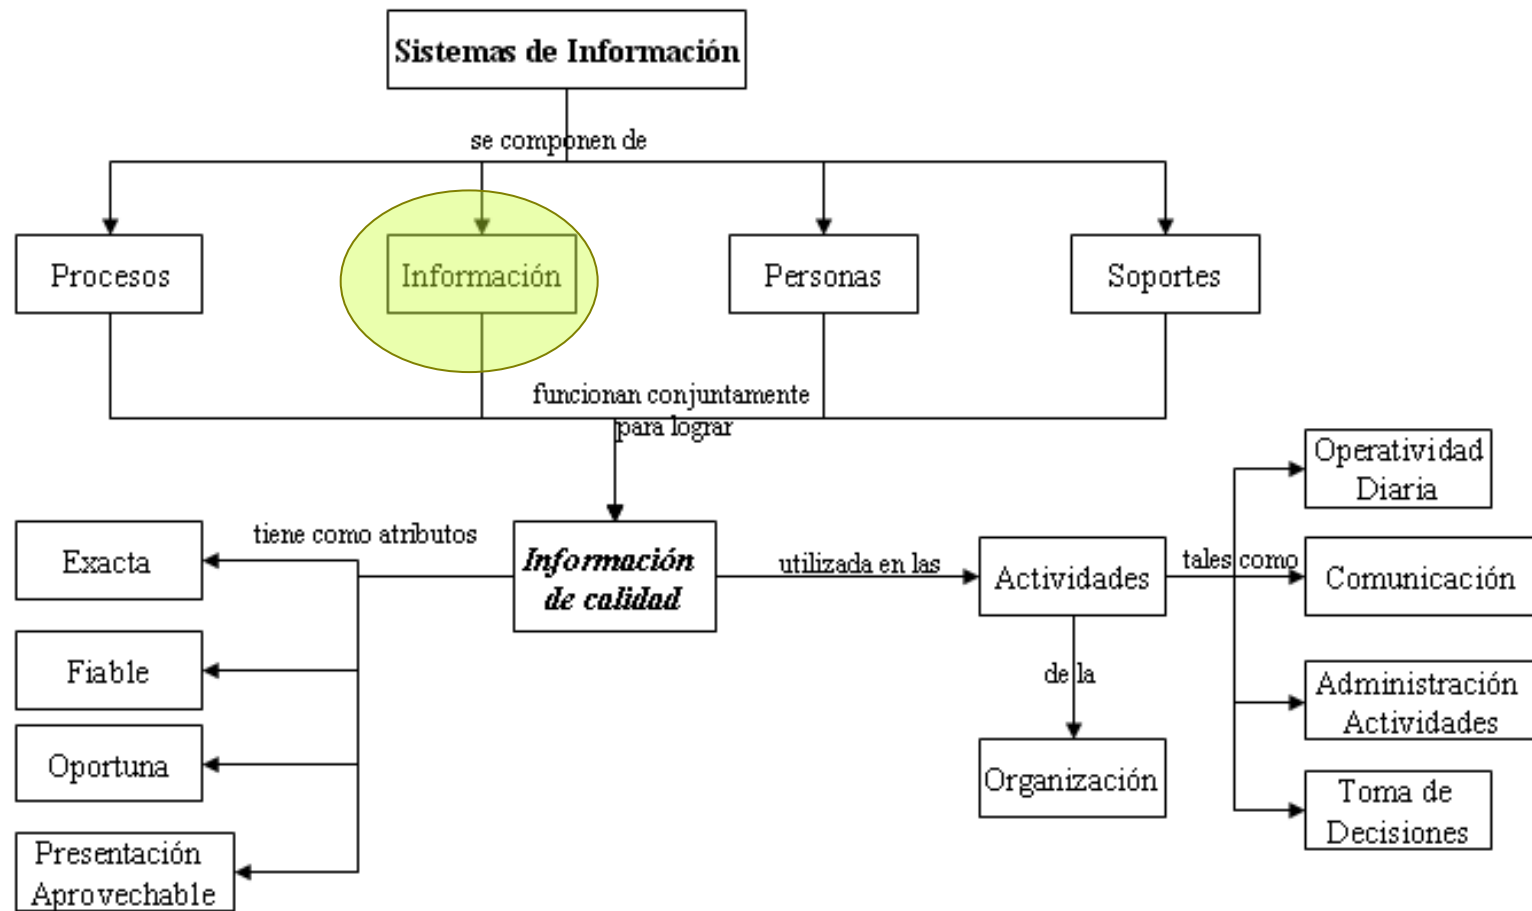 Sistemas de Información
se componen de
Procesos
Información
Personas
Soportes
funcionan conjuntamente
para lograr
Operatividad
Diaria
tiene como atributos
Exacta
Información
de calidad
utilizada en las
Actividades
tales como
Comunicación
Fiable
de la
Administración
Actividades
Oportuna
Organización
Toma de
Decisiones
Presentación
Aprovechable